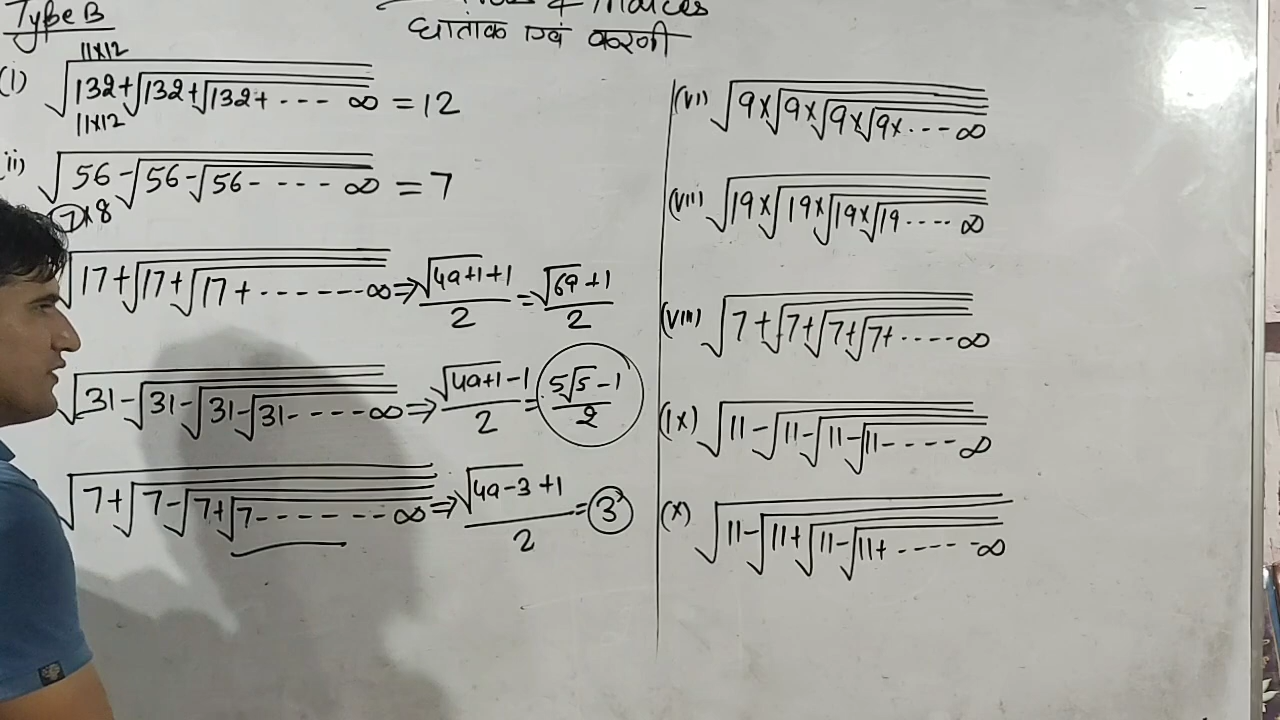 Type B
& Indices
घातांक एवं करणी
11×12
(i) √132+√132+√132+ --- ∞ = 12
11×12
ii) √56-√56-√56- ---- ∞ = 7
7×8
√17+√17+√17+ ------- ∞ ⇒ √4a+1+1/2 = √69+1/2
√31-√31-√31-√31- ---- ∞ ⇒ √4a+1-1/2 = 5√5-1/2
√7+√7-√7+√7------- ∞ ⇒ √4a-3+1/2 = 3
(vi) √9×√9×√9×√9× --- ∞
(vii) √19×√19×√19×√19 ---- ∞
(viii) √7+√7+√7+√7+ ---- ∞
(ix) √11-√11-√11-√11- ---- ∞
(x) √11-√11+√11-√11+ ----- ∞